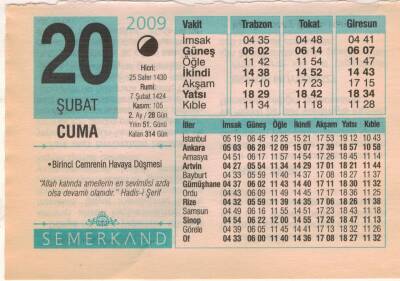 2009
20
ŞUBAT
CUMA
Hicri:
25 Safer 1430
Rumi:
7 Şubat 1424
Kasım: 105
2. Ay / 28 Gün
Yılın 51. Günü
Kalan 314 Gün
•Birinci Cemrenin Havaya Düşmesi
"Allah katında amellerin en sevimlisi azda
olsa devamlı olanıdır." Hadis-i Şerif
SEMERKAND
Vakit Trabzon Tokat Giresun
İmsak 04 35 04 48 04 41
Güneş 06 02 06 14 06 07
Öğle 11 42 11 54 11 47
İkindi 14 38 14 52 14 43
Akşam 17 10 17 23 17 15
Yatsı 18 29 18 42 18 34
Kıble 11 34 11 18 11 28
İller İmsak Güneş Öğle İkindi Akşam Yatsı Kıble
İstanbul 05 19 06 45 12 25 15 21 17 53 19 12 10 43
Ankara 05 03 06 28 12 09 15 07 17 39 18 57 10 58
Amasya 04 51 06 17 11 57 14 54 17 26 18 45 11 14
Artvin 04 27 05 54 11 34 14 29 17 01 18 21 11 44
Bayburt 04 33 05 59 11 40 14 37 17 09 18 27 11 38
Gümüşhane 04 37 06 02 11 43 14 40 17 11 18 30 11 32
Ordu 04 43 06 09 11 49 14 45 17 17 18 36 11 25
Rize 04 32 05 59 11 39 14 35 17 07 18 26 11 38
Samsun 04 49 06 16 11 55 14 51 17 23 18 42 11 13
Sinop 04 54 06 22 12 00 14 55 17 26 18 47 11 13
Görele 04 39 06 05 11 45 14 41 17 13 18 32 11 26
Of 04 33 06 00 11 40 14 36 17 08 18 27 11 32